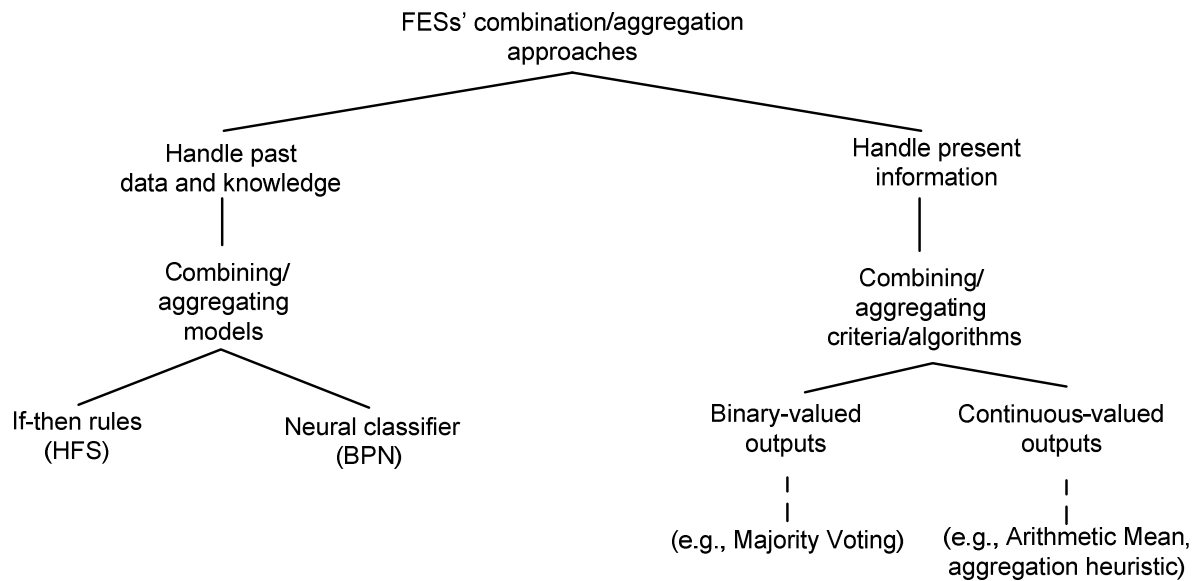 FESs' combination/aggregation
approaches
Handle past
data and knowledge
Handle present
information
Combining/
aggregating
models
Combining/
aggregating
criteria/algorithms
If-then rules
(HFS)
Neural classifier
(BPN)
Binary-valued
outputs
Continuous-valued
outputs
(e.g., Majority Voting)
(e.g., Arithmetic Mean,
aggregation heuristic)